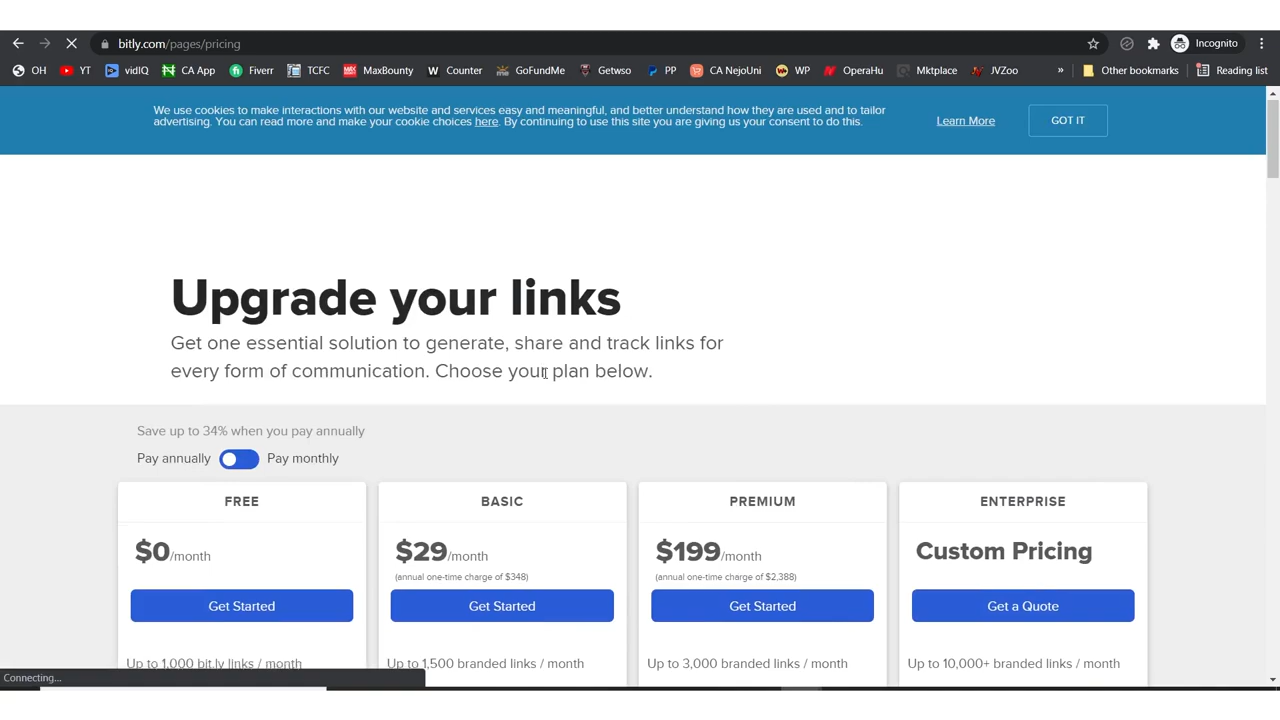 bitly.com/pages/pricing
Incognito
OH YT vidIQ CA App Fiverr TCFC MaxBounty Counter GoFundMe Getwso PP CA NejoUni WP OperaHu Mktplace JVZoo » Other bookmarks Reading list
We use cookies to make interactions with our website and services easy and meaningful, and better understand how they are used and to tailor
advertising. You can read more and make your cookie choices here. By continuing to use this site you are giving us your consent to do this.
Learn More
GOT IT
Upgrade your links
Get one essential solution to generate, share and track links for
every form of communication. Choose your plan below.
Save up to 34% when you pay annually
Pay annually Pay monthly
FREE
$0/month
Get Started
Up to 1,000 bit.ly links / month
BASIC
$29/month
(annual one-time charge of $348)
Get Started
Up to 1,500 branded links / month
PREMIUM
$199/month
(annual one-time charge of $2,388)
Get Started
Up to 3,000 branded links / month
ENTERPRISE
Custom Pricing
Get a Quote
Up to 10,000+ branded links / month
Connecting...